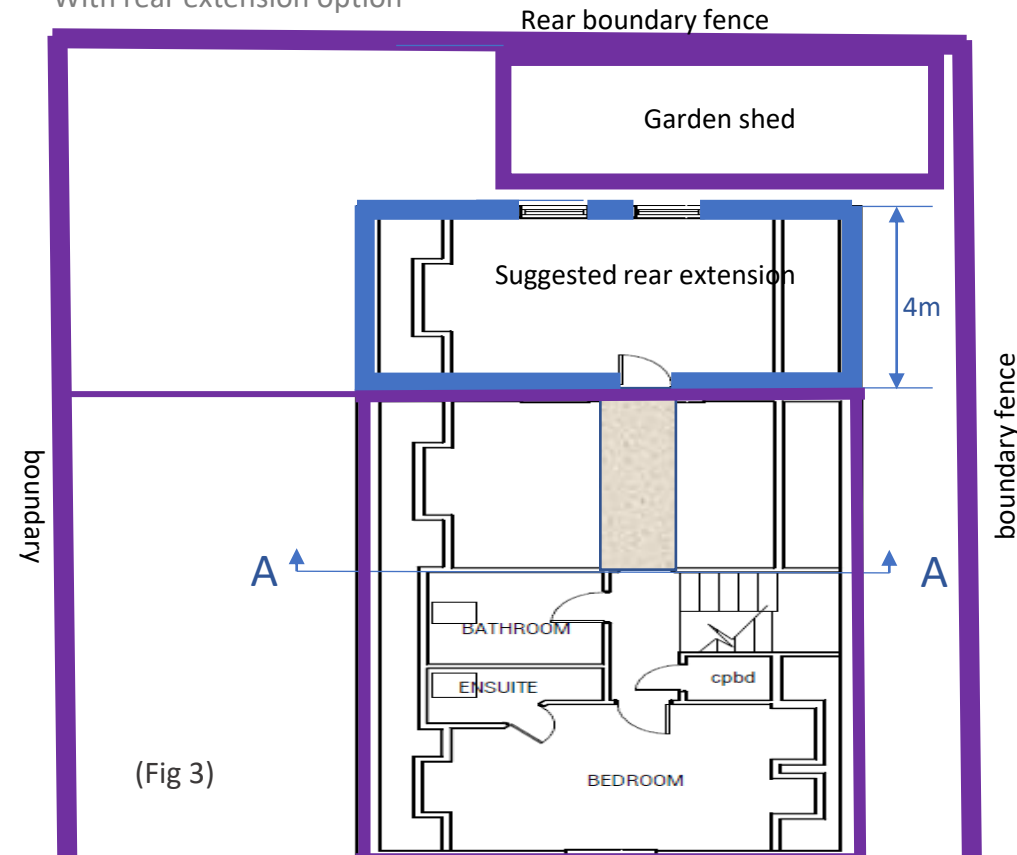 With rear extension option
Rear boundary fence
Garden shed
Suggested rear extension
4m
boundary fence
boundary
A
A
BATHROOM
cpbd
ENSUITE
BEDROOM
(Fig 3)